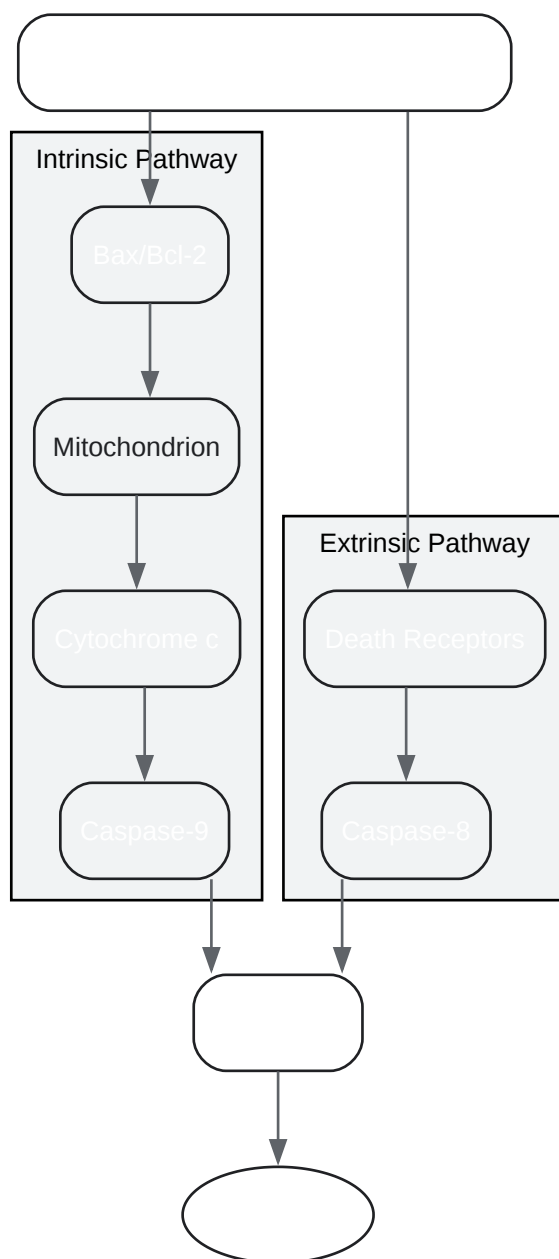 Intrinsic Pathway
Bax/Bcl-2
Mitochondrion
Extrinsic Pathway
Cytochrome c
Death Receptors
Caspase-9
Caspase-8